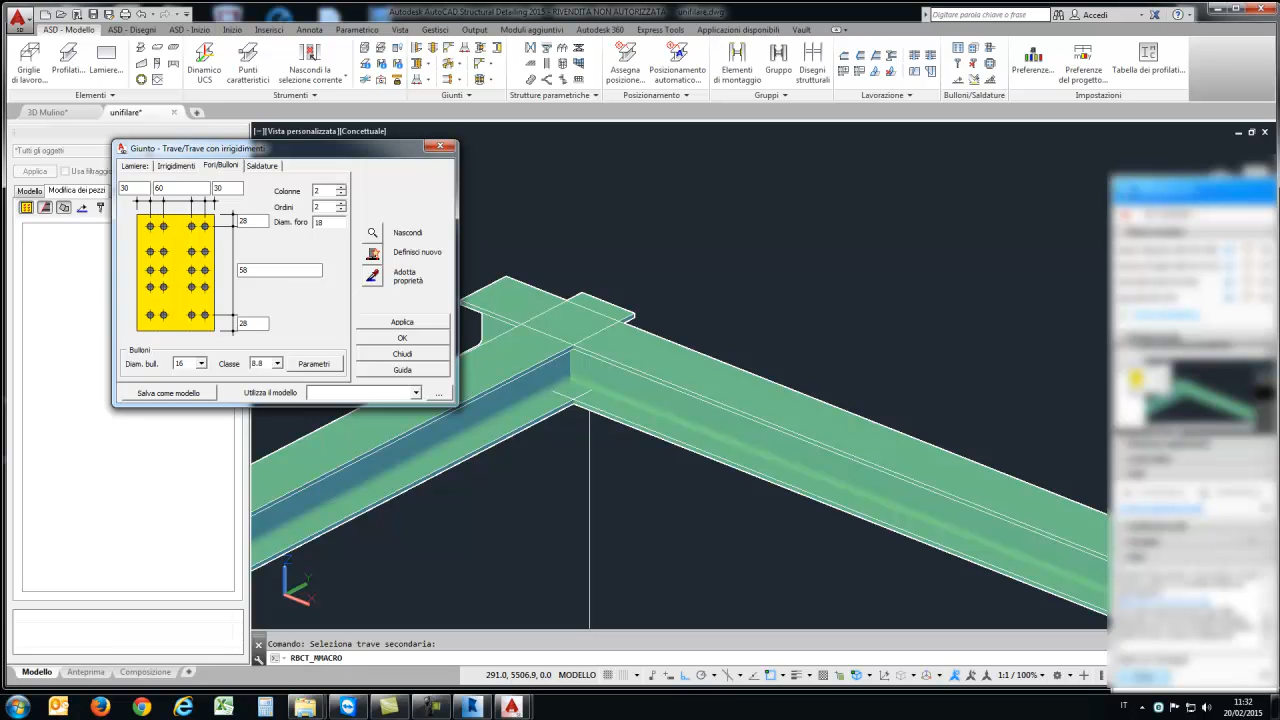 Autodesk AutoCAD Structural Detailing 2015 - RIVENDITA NON AUTORIZZATA unifilare.dwg
Digitare parola chiave o frase
Accedi
ASD - Modello
ASD - Disegni
ASD - Inizio
Inizio
Inserisci
Annota
Parametrico
Vista
Gestisci
Output
Moduli aggiuntivi
Autodesk 360
Express Tools
Applicazioni disponibili
Vault
Griglie di lavoro...
Profilati...
Lamiere...
Dinamico UCS
Punti caratteristici
Nascondi la selezione corrente
Assegna posizione...
Posizionamento automatico...
Elementi di montaggio
Gruppo
Disegni strutturali
Preferenze...
Preferenze del progetto...
Tabella dei profilati...
Elementi
Strumenti
Giunti
Strutture parametriche
Posizionamento
Gruppi
Lavorazione
Bulloni/Saldature
Impostazioni
3D Mulino*
unifilare*
[−]|Vista personalizzata|[Concettuale]
*Tutti gli oggetti
Applica
Usa filtraggio
Modello
Modifica dei pezzi
Giunto - Trave/Trave con irrigidimenti
Lamiere:
Irrigidimenti
Fori/Bulloni
Saldature
30
60
30
Colonne
2
Ordini
2
Diam. foro
18
28
58
28
Nascondi
Definisci nuovo
Adotta proprietà
Applica
OK
Chiudi
Guida
Bulloni
Diam. bull.
16
Classe
8.8
Parametri
Salva come modello
Utilizza il modello
...
Z
Y
X
Comando: Seleziona trave secondaria:
RBCT_MMACRO
Modello
Anteprima
Composizione
291.0, 5506.9, 0.0
MODELLO
1:1 / 100%
IT
11:32
20/02/2015